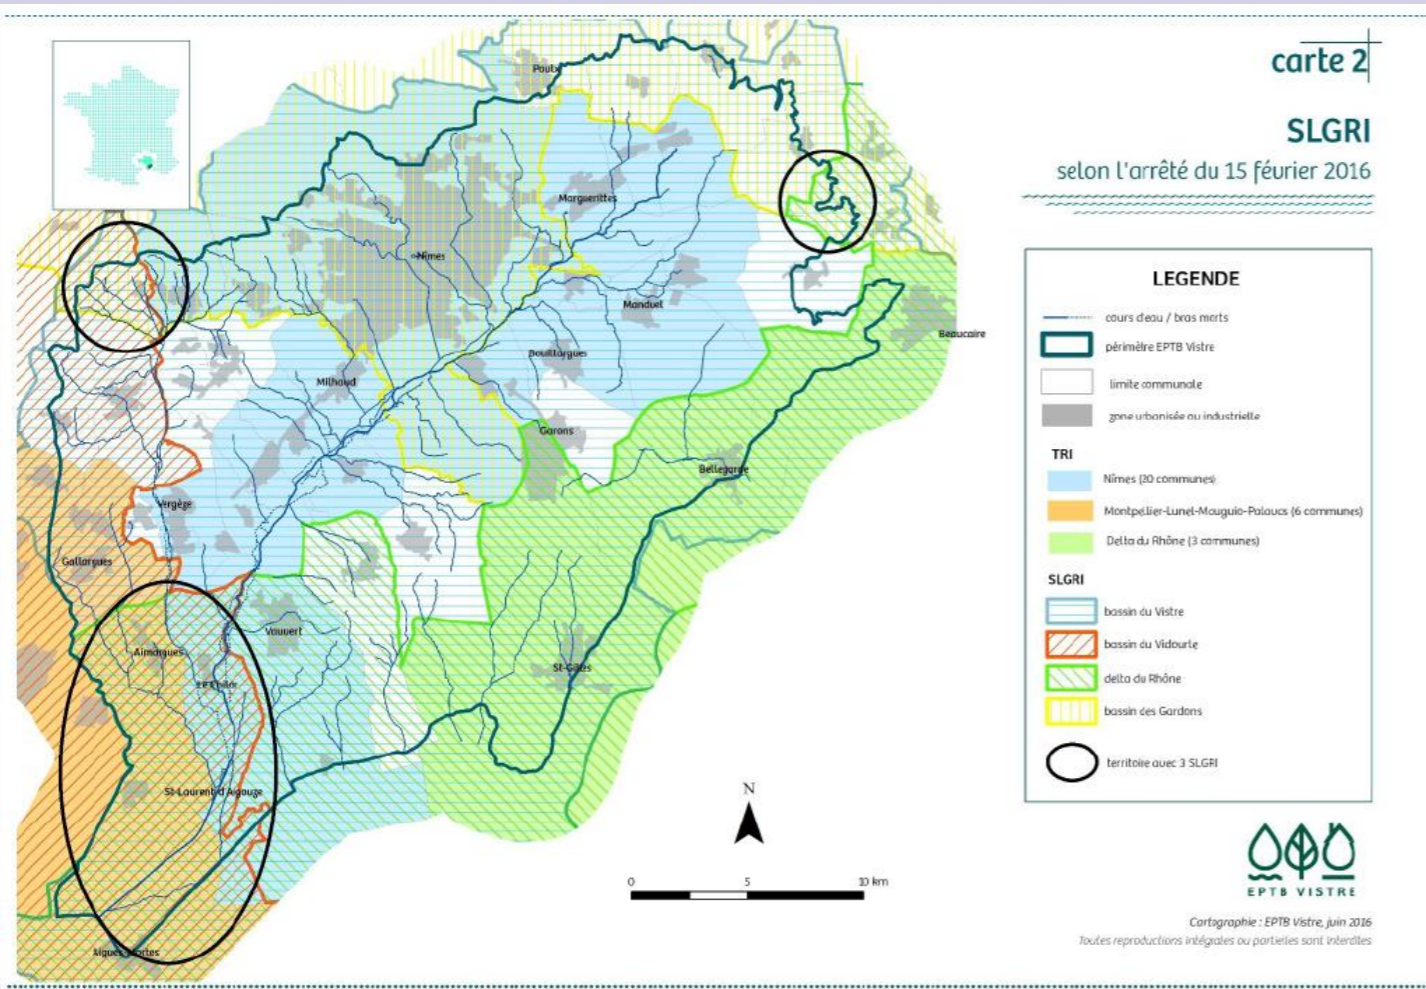 carte 2
SLGRI
selon l'arrêté du 15 février 2016
Poulx
Marguerittes
Nîmes
Manduel
Beaucaire
Bouillargues
Milhaud
Garons
Bellegarde
Vergèze
Gallargues
Vauvert
Aimargues
Le Cailar
St-Gilles
St-Laurent d'Aigouze
Aigues-Mortes
N
0 5 10 km
LEGENDE
cours d'eau / bras morts
périmètre EPTB Vistre
limite communale
zone urbanisée ou industrielle
TRI
Nîmes (20 communes)
Montpellier-Lunel-Mauguio-Palavas (6 communes)
Delta du Rhône (3 communes)
SLGRI
bassin du Vistre
bassin du Vidourle
delta du Rhône
bassin des Gardons
territoire avec 3 SLGRI
EPTB VISTRE
Cartographie : EPTB Vistre, juin 2016
Toutes reproductions intégrales ou partielles sont interdites